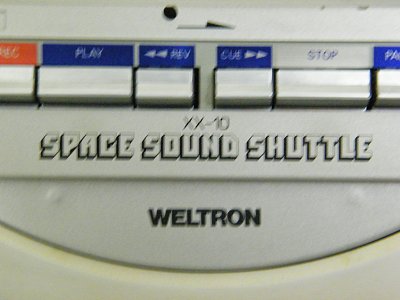 REC PLAY ◄◄ REV CUE ►► STOP
XX-10
SPACE SOUND SHUTTLE
WELTRON